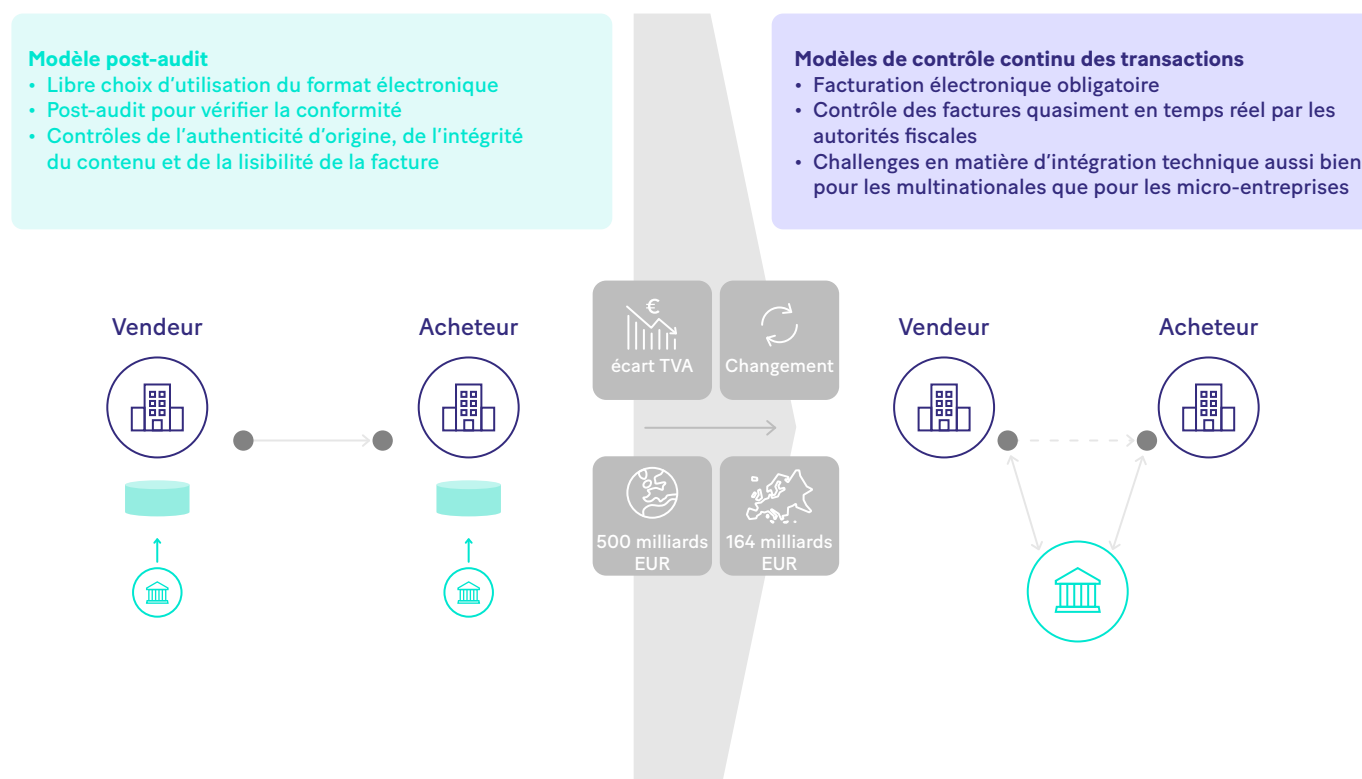 Modèle post-audit
• Libre choix d'utilisation du format électronique
• Post-audit pour vérifier la conformité
• Contrôles de l'authenticité d'origine, de l'intégrité
du contenu et de la lisibilité de la facture
Modèles de contrôle continu des transactions
• Facturation électronique obligatoire
• Contrôle des factures quasiment en temps réel par les
autorités fiscales
• Challenges en matière d'intégration technique aussi bien
pour les multinationales que pour les micro-entreprises
Vendeur
Acheteur
€
écart TVA
Changement
500 milliards
EUR
164 milliards
EUR
Vendeur
Acheteur